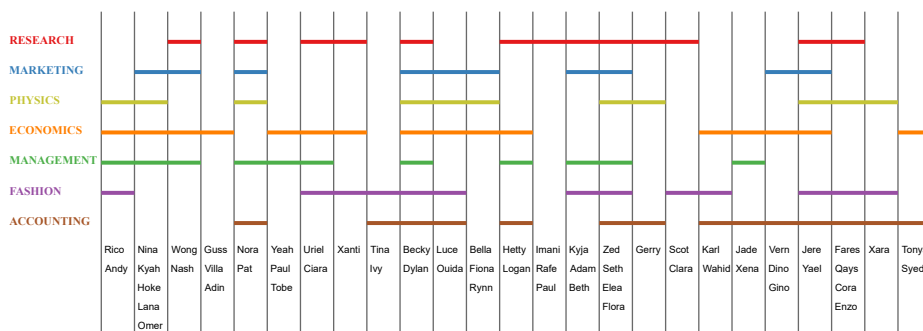 RESEARCH
MARKETING
PHYSICS
ECONOMICS
MANAGEMENT
FASHION
ACCOUNTING
Rico Nina Wong Guss Nora Yeah Uriel Xanti Tina Becky Luce Bella Hetty Imani Kyja Zed Gerry Scot Karl Jade Vern Jere Fares Xara Tony
Andy Kyah Nash Villa Pat Paul Ciara Ivy Dylan Ouida Fiona Logan Rafe Adam Seth Clara Wahid Xena Dino Yael Qays Syed
Hoke Adin Tobe Rynn Paul Beth Elea Gino Cora
Lana Flora Enzo
Omer